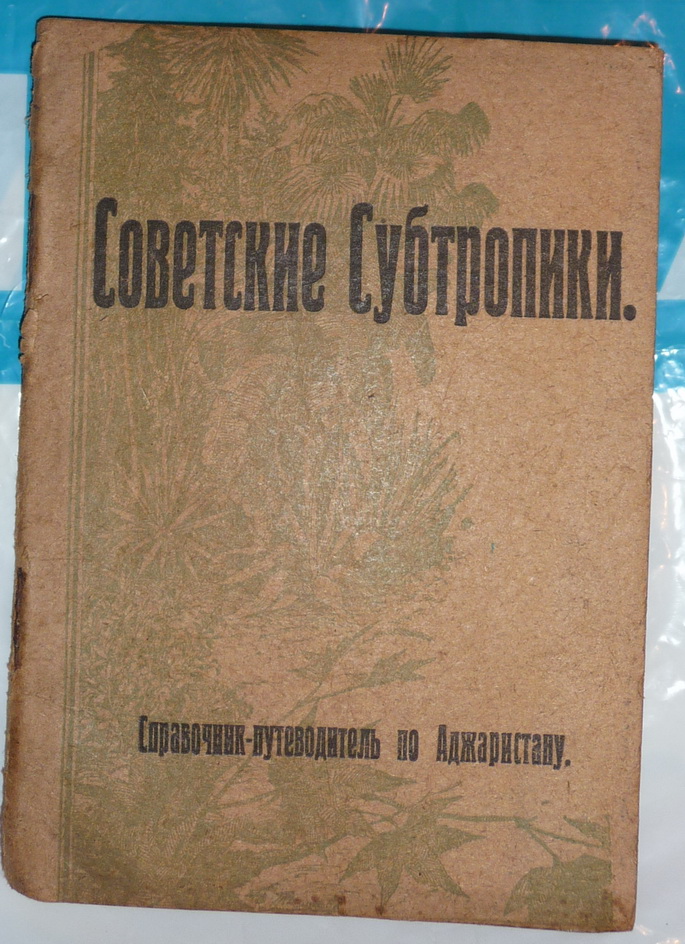 Советские Субтропики.
Справочник-путеводитель по Аджаристану.